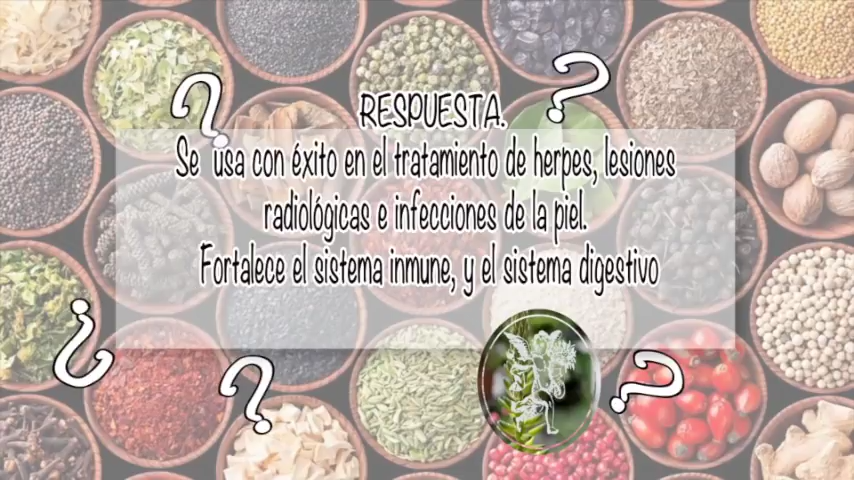 RESPUESTA.
Se usa con éxito en el tratamiento de herpes, lesiones
radiológicas e infecciones de la piel.
Fortalece el sistema inmune, y el sistema digestivo